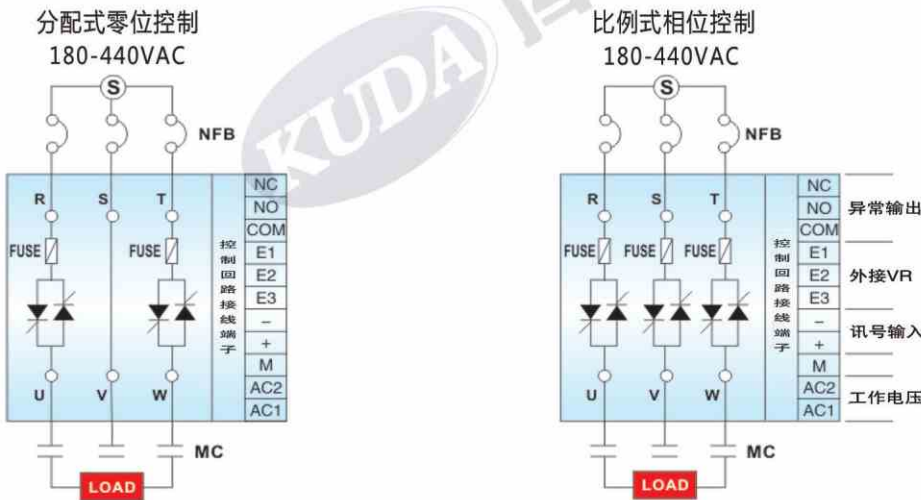 分配式零位控制
180-440VAC
S
NFB
R
S
T
FUSE
FUSE
U
V
W
控制回路接线端子
NC
NO
COM
E1
E2
E3
−
+
M
AC2
AC1
MC
LOAD
比例式相位控制
180-440VAC
S
NFB
R
S
T
FUSE
FUSE
FUSE
U
V
W
控制回路接线端子
NC
NO
COM
E1
E2
E3
−
+
M
AC2
AC1
异常输出
外接VR
讯号输入
工作电压
MC
LOAD
KUDA